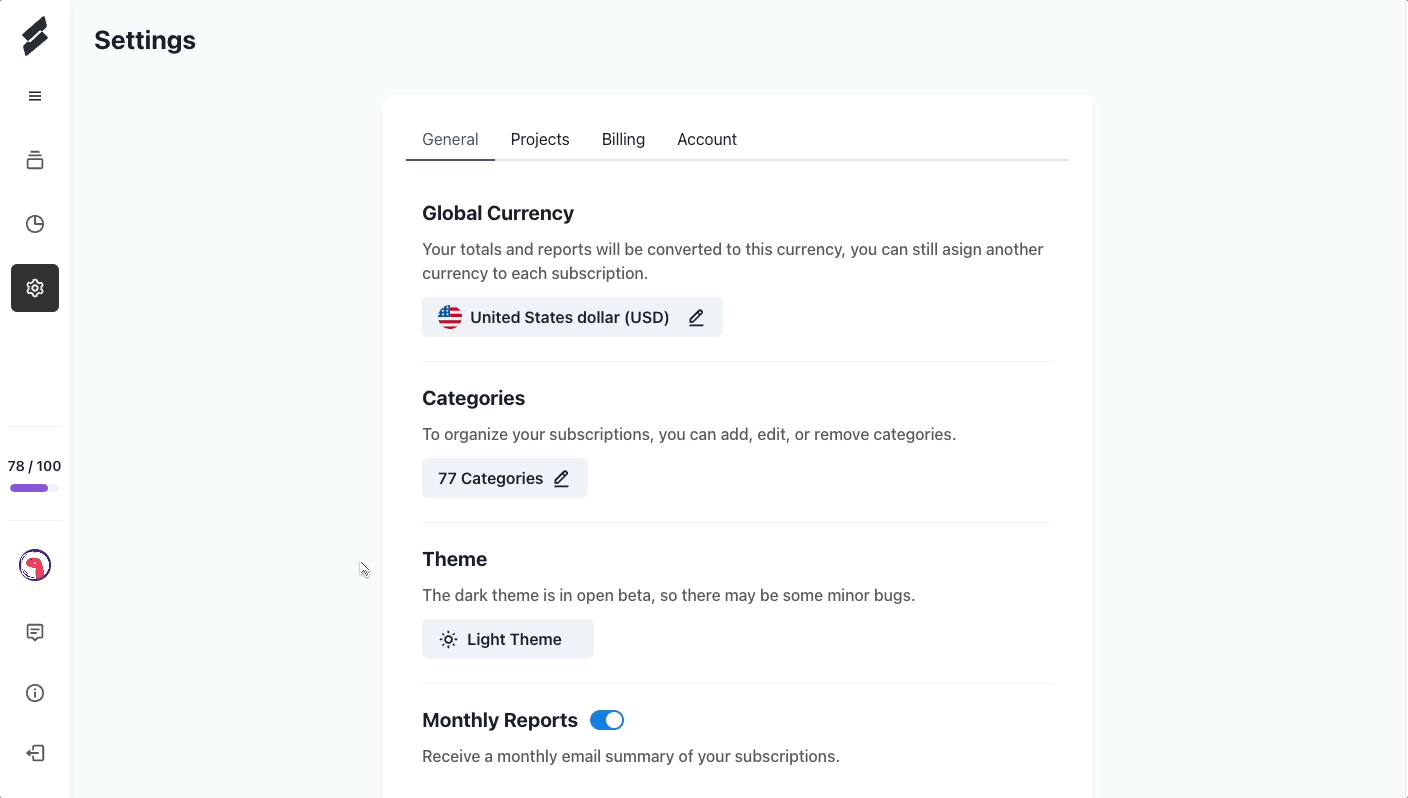 Settings
General Projects Billing Account
Global Currency
Your totals and reports will be converted to this currency, you can still asign another
currency to each subscription.
United States dollar (USD)
Categories
To organize your subscriptions, you can add, edit, or remove categories.
77 Categories
78 / 100
Theme
The dark theme is in open beta, so there may be some minor bugs.
Light Theme
Monthly Reports
Receive a monthly email summary of your subscriptions.